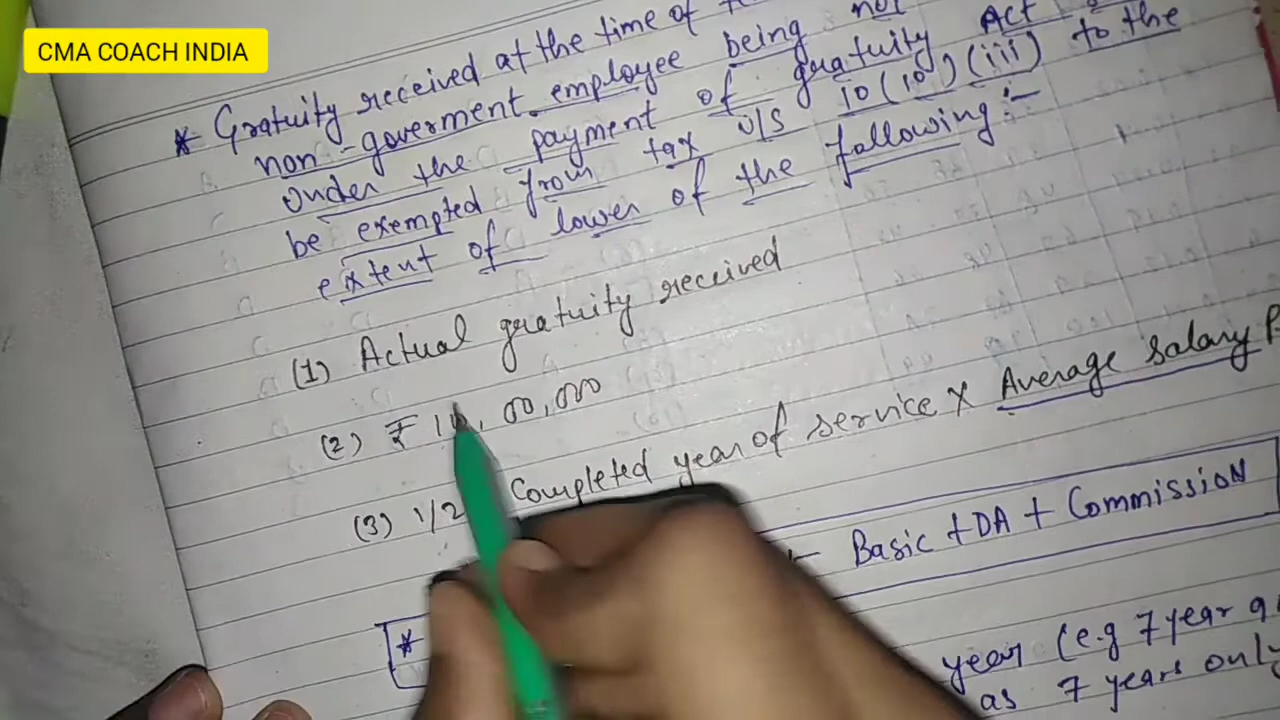 CMA COACH INDIA
* Gratuity received at the time of
non-goverment employee being not
under the payment of gratuity Act
be exempted from tax U/S 10(10)(iii) to the
extent of lower of the following:-
(1) Actual gratuity received
(2) ₹ 10,00,000
(3) 1/2 Completed year of service x Average Salary P
Basic + DA + Commission
*
year (e.g 7 year 9
as 7 years only